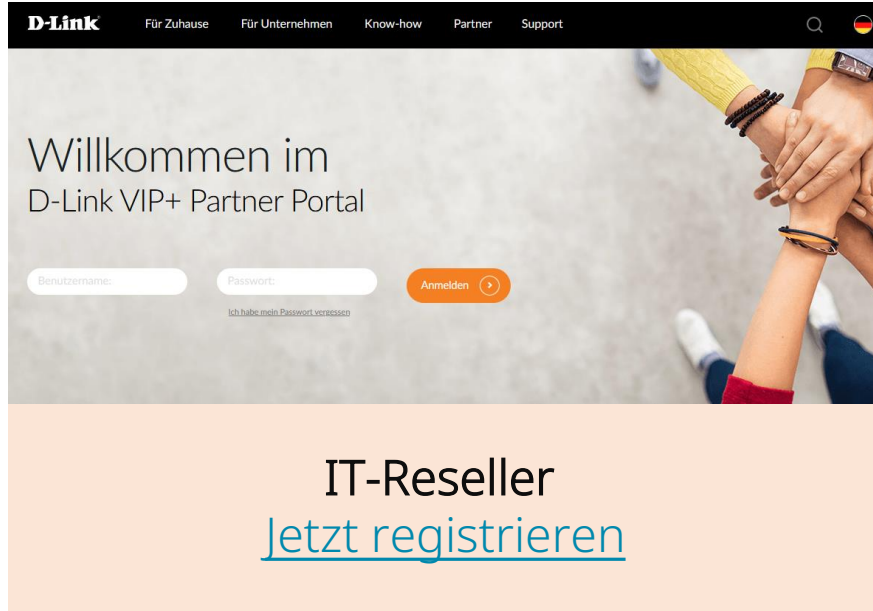 D-Link
Für Zuhause
Für Unternehmen
Know-how
Partner
Support
Willkommen im
D-Link VIP+ Partner Portal
Benutzername:
Passwort:
Anmelden
Ich habe mein Passwort vergessen
IT-Reseller
Jetzt registrieren